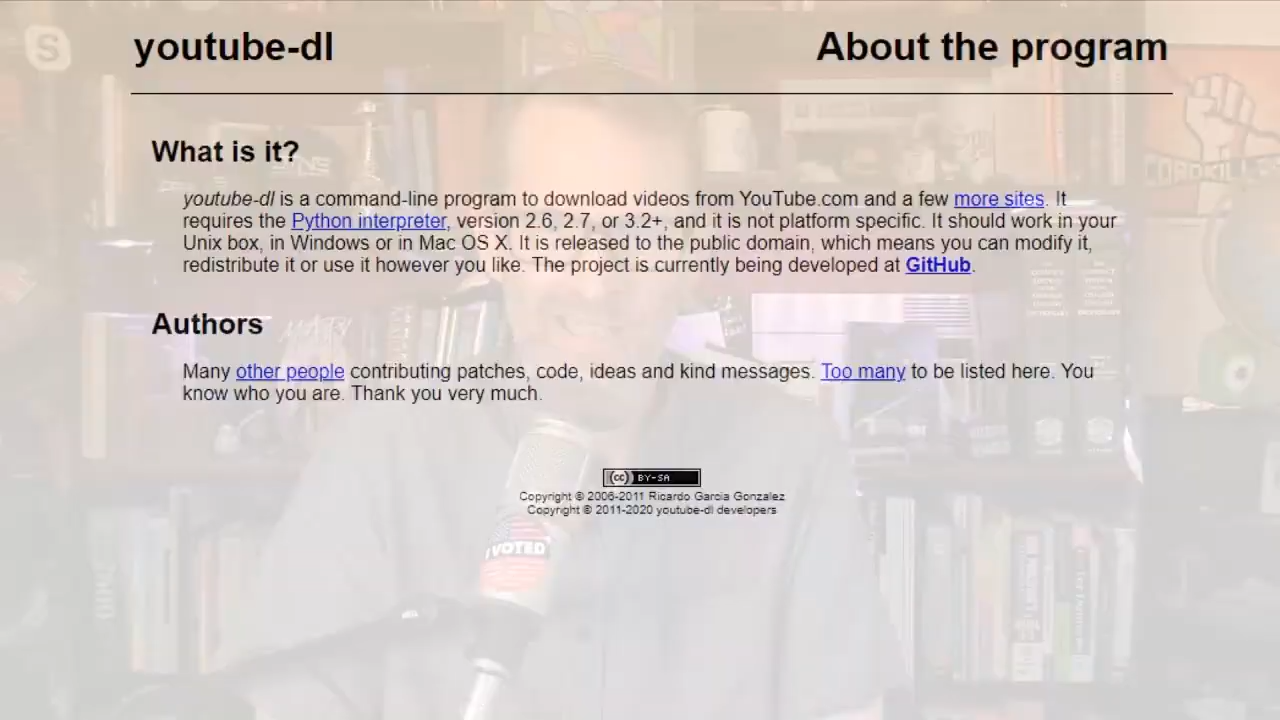 youtube-dl
About the program
What is it?
youtube-dl is a command-line program to download videos from YouTube.com and a few more sites. It
requires the Python interpreter, version 2.6, 2.7, or 3.2+, and it is not platform specific. It should work in your
Unix box, in Windows or in Mac OS X. It is released to the public domain, which means you can modify it,
redistribute it or use it however you like. The project is currently being developed at GitHub.
Authors
Many other people contributing patches, code, ideas and kind messages. Too many to be listed here. You
know who you are. Thank you very much.
(cc) BY-SA
Copyright © 2006-2011 Ricardo Garcia Gonzalez
Copyright © 2011-2020 youtube-dl developers
I VOTED